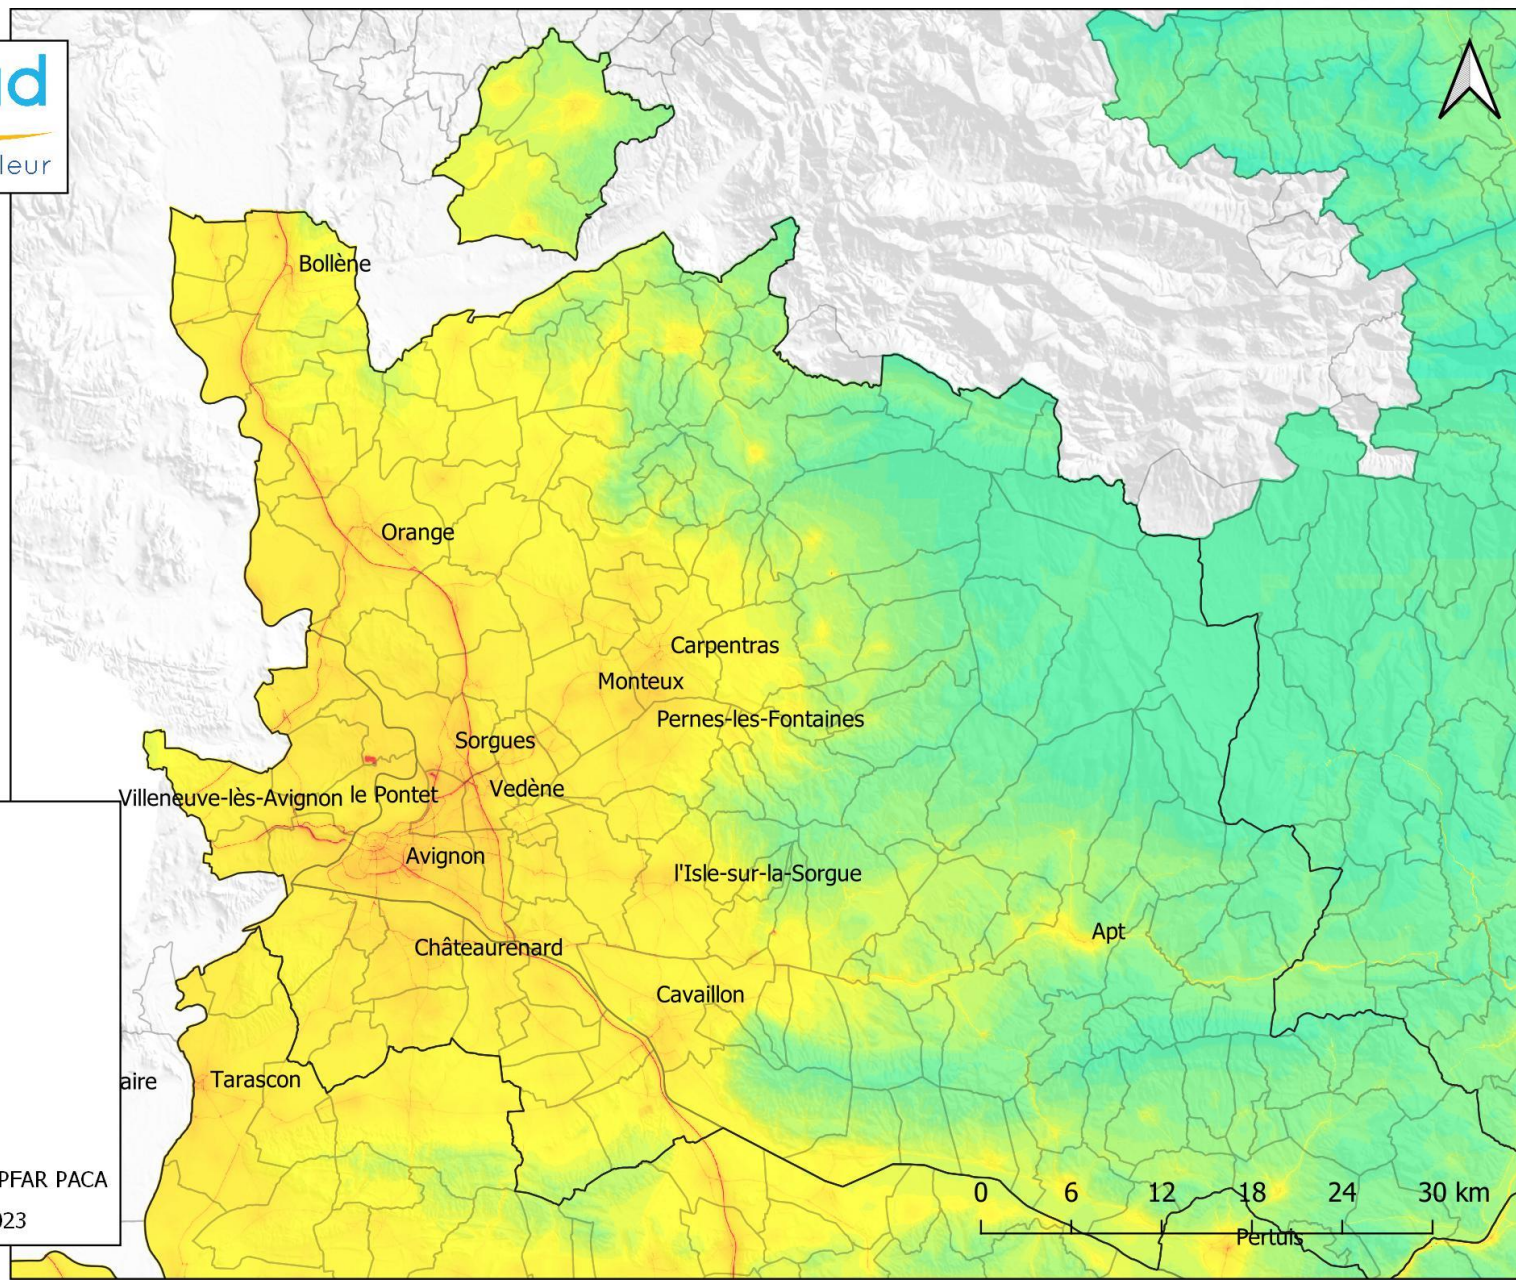 ud
leur
Bollène
Orange
Carpentras
Monteux
Pernes-les-Fontaines
Sorgues
Villeneuve-lès-Avignon le Pontet Vedène
Avignon
l'Isle-sur-la-Sorgue
Apt
Châteaurenard
Cavaillon
aire Tarascon
PFAR PACA
0 6 12 18 24 30 km
023
Pertuis